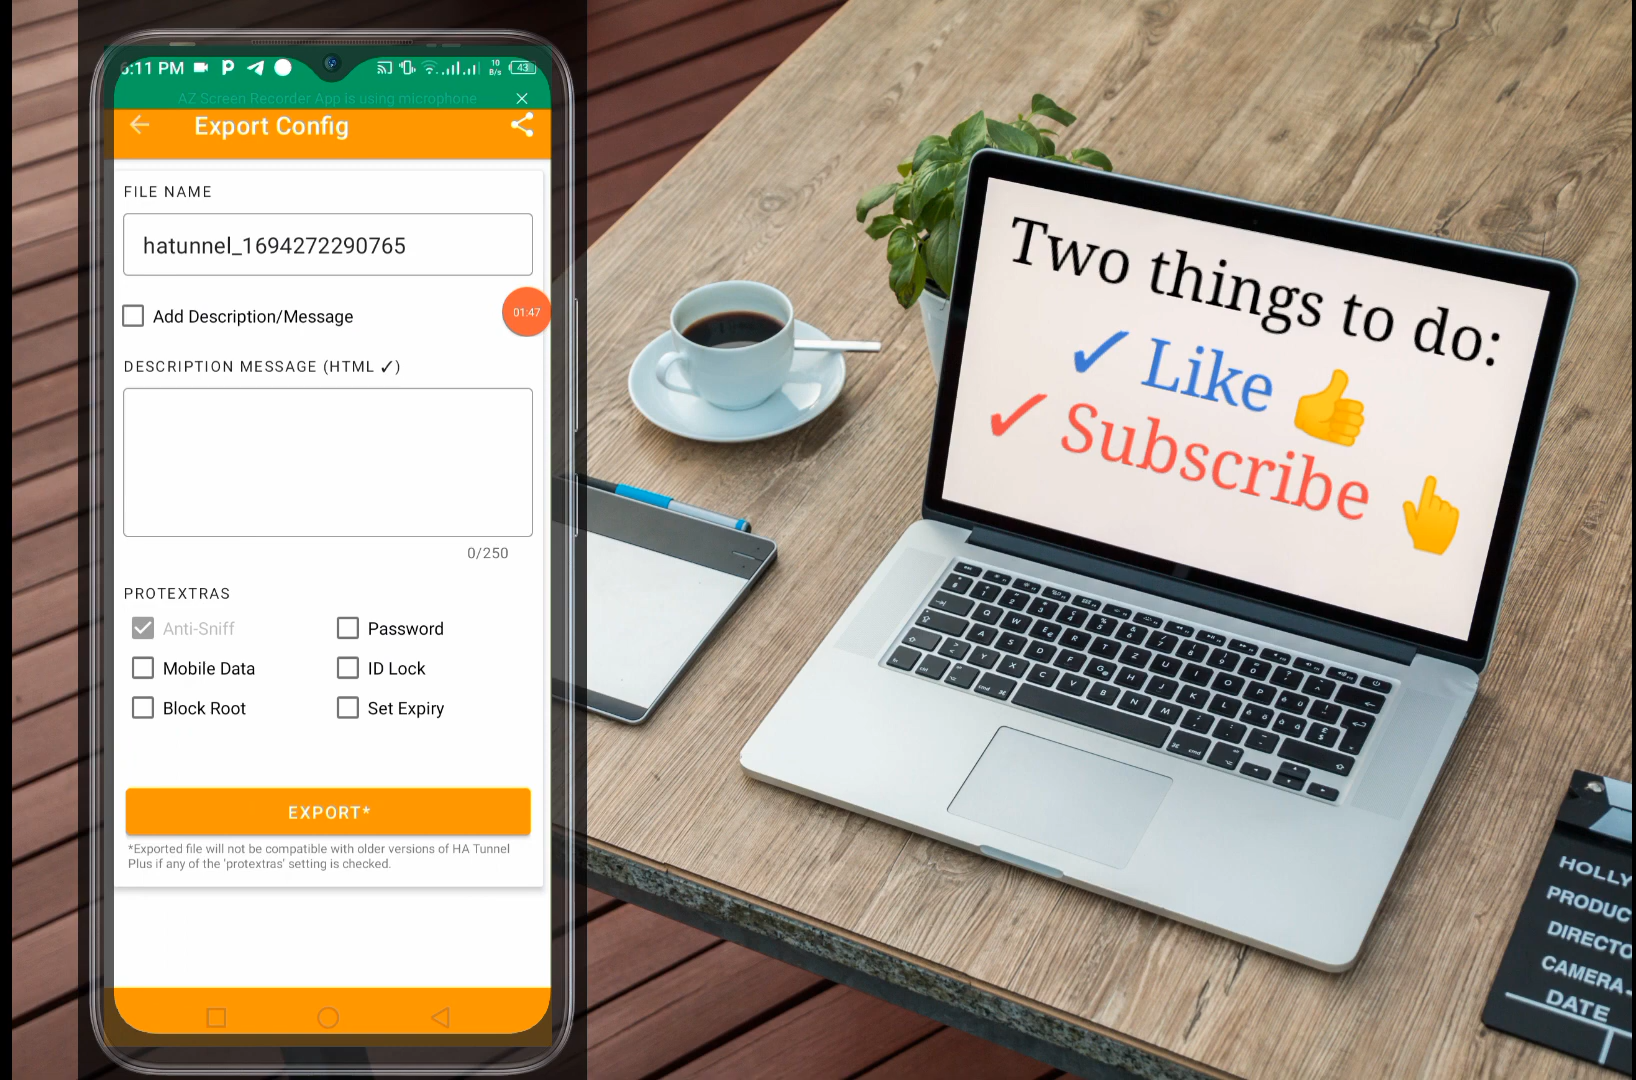 6:11 PM
10
B/s
43
AZ Screen Recorder App is using microphone
Export Config
FILE NAME
hatunnel_1694272290765
Add Description/Message
01:47
DESCRIPTION MESSAGE (HTML ✓)
0/250
PROTEXTRAS
Anti-Sniff
Password
Mobile Data
ID Lock
Block Root
Set Expiry
EXPORT*
*Exported file will not be compatible with older versions of HA Tunnel
Plus if any of the 'protextras' setting is checked.
Two things to do:
✓ Like 👍
✓ Subscribe 👆
HOLLY
PRODUC
DIRECTO
CAMERA
DATE